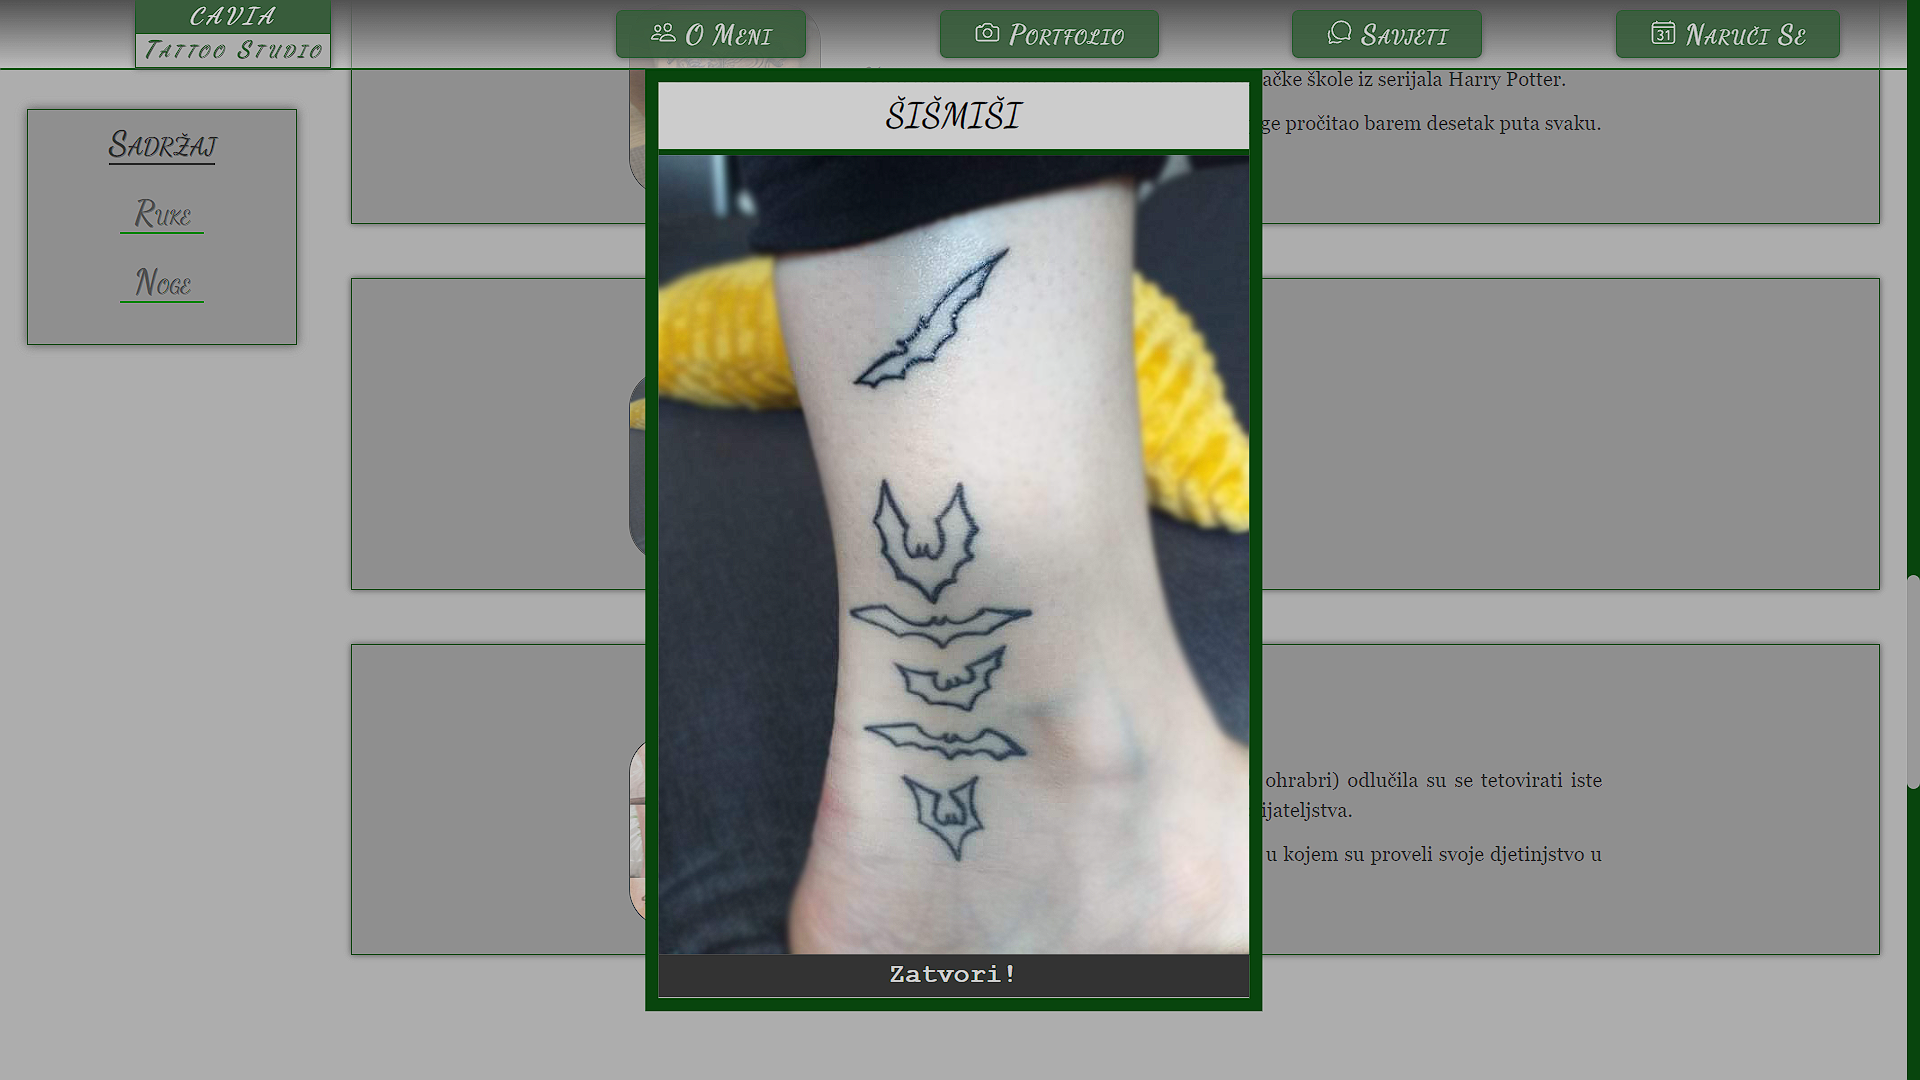 CAVIA
Tattoo Studio
O Meni
Portfolio
Savjeti
31
Naruči Se
Sadržaj
Ruke
Noge
ačke škole iz serijala Harry Potter.
ge pročitao barem desetak puta svaku.
ŠIŠMIŠI
ohrabri) odlučila su se tetovirati iste
ijateljstva.
u kojem su proveli svoje djetinjstvo u
Zatvori!